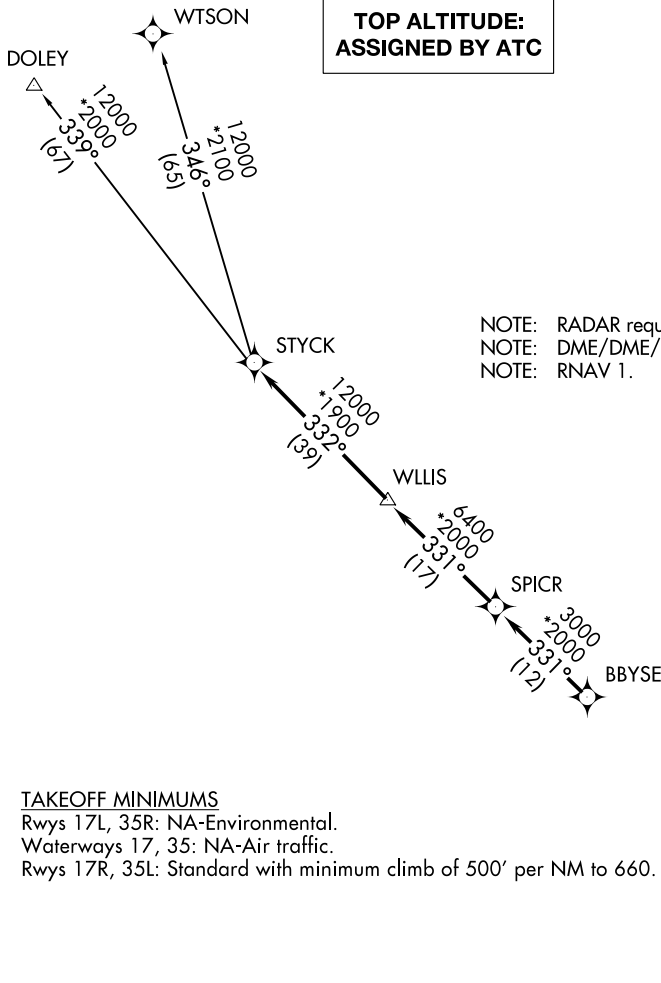 WTSON
TOP ALTITUDE:
ASSIGNED BY ATC
DOLEY
12000
*2000
339°
(67)
12000
*2100
346°
(65)
NOTE: RADAR requ
NOTE: DME/DME/
NOTE: RNAV 1.
STYCK
12000
*1900
332°
(39)
WLLIS
6400
*2000
331°
(17)
SPICR
3000
*2000
331°
(12)
BBYSE
TAKEOFF MINIMUMS
Rwys 17L, 35R: NA-Environmental.
Waterways 17, 35: NA-Air traffic.
Rwys 17R, 35L: Standard with minimum climb of 500' per NM to 660.